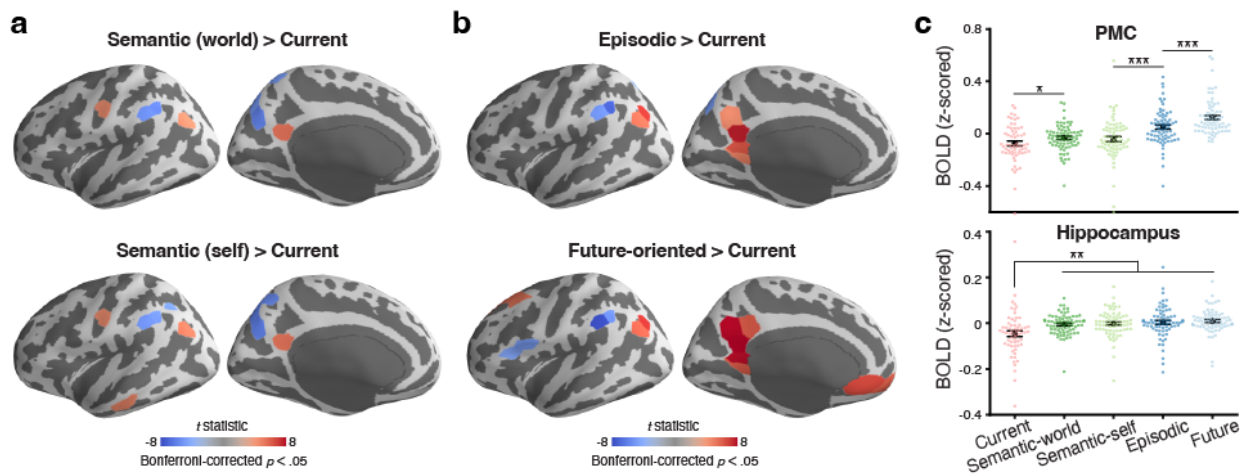 a
Semantic (world) > Current
Semantic (self) > Current
t statistic
-8 8
Bonferroni-corrected p < .05
b
Episodic > Current
Future-oriented > Current
t statistic
-8 8
Bonferroni-corrected p < .05
c
PMC
BOLD (z-scored)
0.8
0.4
0
-0.4
*
***
***
Hippocampus
BOLD (z-scored)
0.4
0.2
0
-0.2
-0.4
**
Current
Semantic-world
Semantic-self
Episodic
Future